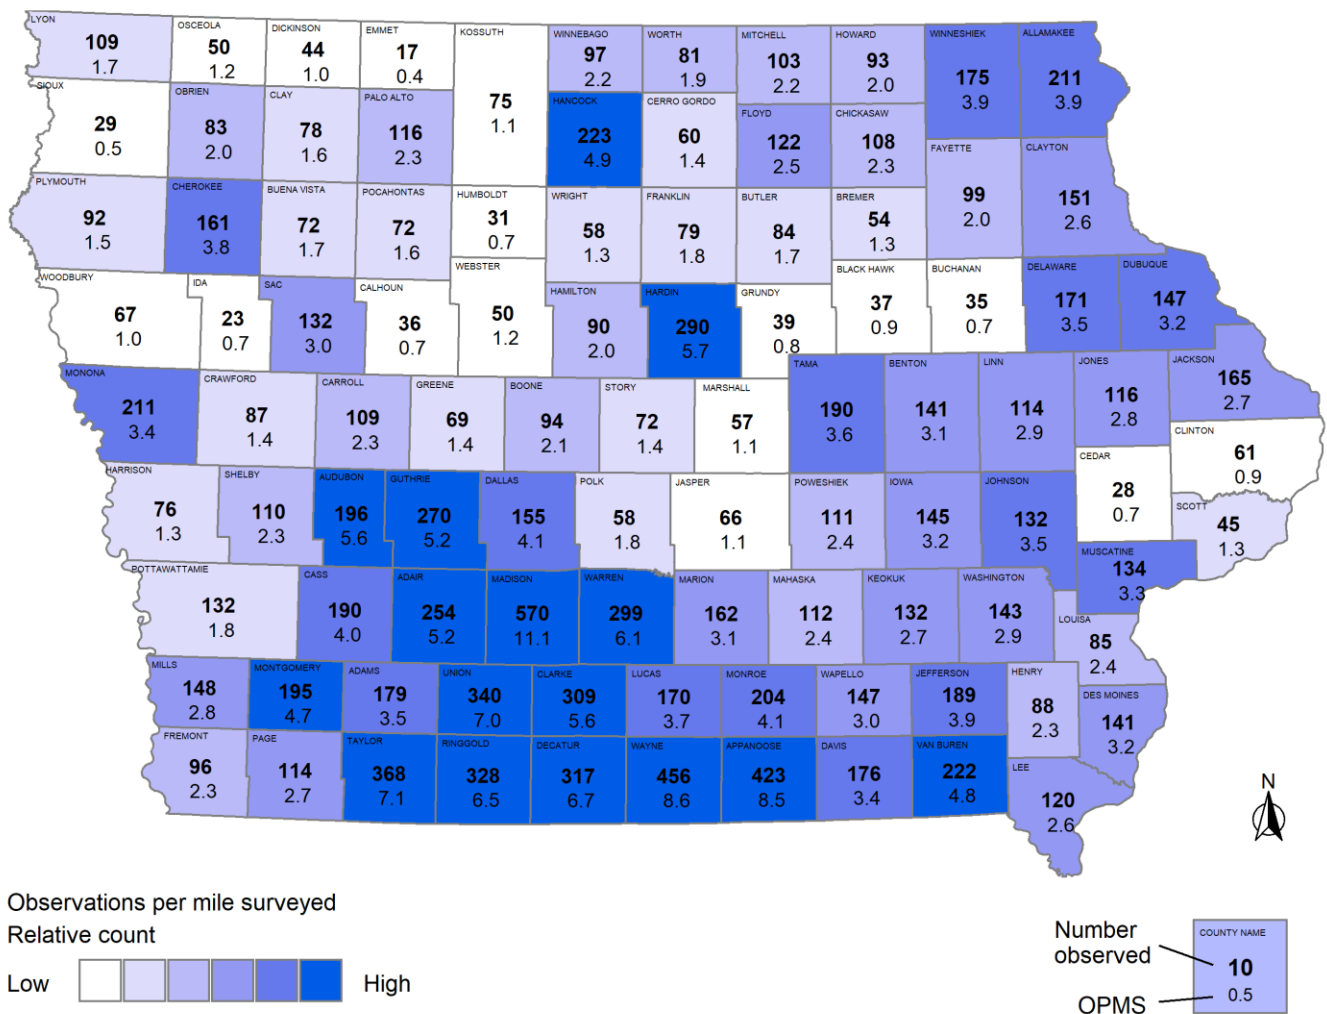 LYON
109
1.7
OSCEOLA
50
1.2
DICKINSON
44
1.0
EMMET
17
0.4
KOSSUTH
75
1.1
WINNEBAGO
97
2.2
WORTH
81
1.9
MITCHELL
103
2.2
HOWARD
93
2.0
WINNESHIEK
175
3.9
ALLAMAKEE
211
3.9
SIOUX
29
0.5
OBRIEN
83
2.0
CLAY
78
1.6
PALO ALTO
116
2.3
HANCOCK
223
4.9
CERRO GORDO
60
1.4
FLOYD
122
2.5
CHICKASAW
108
2.3
FAYETTE
99
2.0
CLAYTON
151
2.6
PLYMOUTH
92
1.5
CHEROKEE
161
3.8
BUENA VISTA
72
1.7
POCAHONTAS
72
1.6
HUMBOLDT
31
0.7
WRIGHT
58
1.3
FRANKLIN
79
1.8
BUTLER
84
1.7
BREMER
54
1.3
WOODBURY
67
1.0
IDA
23
0.7
SAC
132
3.0
CALHOUN
36
0.7
WEBSTER
50
1.2
HAMILTON
90
2.0
HARDIN
290
5.7
GRUNDY
39
0.8
BLACK HAWK
37
0.9
BUCHANAN
35
0.7
DELAWARE
171
3.5
DUBUQUE
147
3.2
MONONA
211
3.4
CRAWFORD
87
1.4
CARROLL
109
2.3
GREENE
69
1.4
BOONE
94
2.1
STORY
72
1.4
MARSHALL
57
1.1
TAMA
190
3.6
BENTON
141
3.1
LINN
114
2.9
JONES
116
2.8
JACKSON
165
2.7
CLINTON
61
0.9
HARRISON
76
1.3
SHELBY
110
2.3
AUDUBON
196
5.6
GUTHRIE
270
5.2
DALLAS
155
4.1
POLK
58
1.8
JASPER
66
1.1
POWESHIEK
111
2.4
IOWA
145
3.2
JOHNSON
132
3.5
CEDAR
28
0.7
SCOTT
45
1.3
MUSCATINE
134
3.3
POTTAWATTAMIE
132
1.8
CASS
190
4.0
ADAIR
254
5.2
MADISON
570
11.1
WARREN
299
6.1
MARION
162
3.1
MAHASKA
112
2.4
KEOKUK
132
2.7
WASHINGTON
143
2.9
LOUISA
85
2.4
MILLS
148
2.8
MONTGOMERY
195
4.7
ADAMS
179
3.5
UNION
340
7.0
CLARKE
309
5.6
LUCAS
170
3.7
MONROE
204
4.1
WAPELLO
147
3.0
JEFFERSON
189
3.9
HENRY
88
2.3
DES MOINES
141
3.2
FREMONT
96
2.3
PAGE
114
2.7
TAYLOR
368
7.1
RINGGOLD
328
6.5
DECATUR
317
6.7
WAYNE
456
8.6
APPANOOSE
423
8.5
DAVIS
176
3.4
VAN BUREN
222
4.8
LEE
120
2.6
N
Observations per mile surveyed
Relative count
Low
High
Number
observed
OPMS
COUNTY NAME
10
0.5